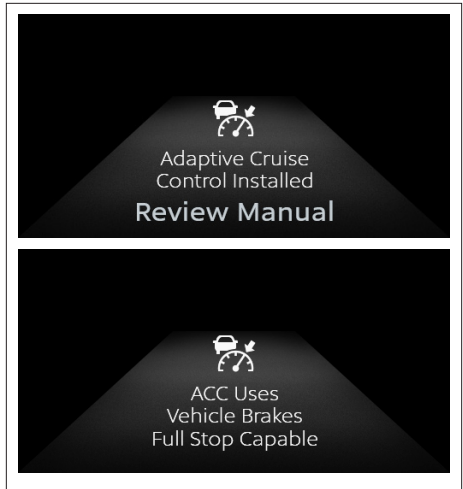 Adaptive Cruise
Control Installed
Review Manual
ACC Uses
Vehicle Brakes
Full Stop Capable